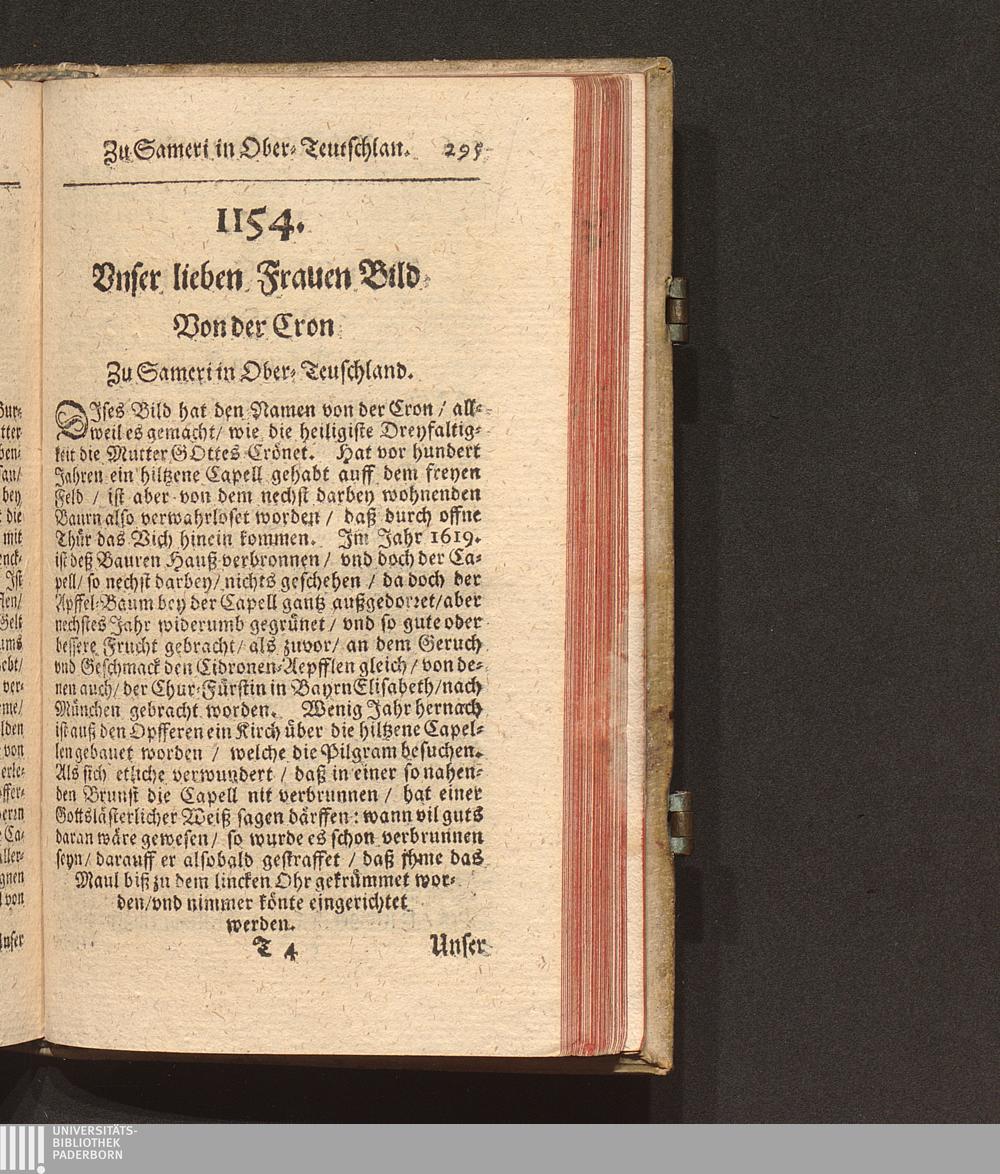 Zu Sameri in Ober- Teutschlan. 295
1154.
Vnser lieben Frauen Bild
Von der Cron
Zu Sameri in Ober- Teuschland.
DJses Bild hat den Namen von der Cron / all-
weil es gemacht / wie die heiligiste Dreyfaltig-
keit die Mutter GOttes Crönet. Hat vor hundert
Jahren ein hiltzene Capell gehabt auff dem freyen
Feld / ist aber von dem nechst darbey wohnenden
Baurn also verwahrloset worden / daß durch offne
Thür das Vich hinein kommen. Jm Jahr 1619.
ist deß Bauren Hauß verbronnen / vnd doch der Ca-
pell / so nechst darbey / nichts geschehen / da doch der
Apffel-Baum bey der Capell gantz außgedorret / aber
nechstes Jahr widerumb gegrünet / vnd so gute oder
bessere Frucht gebracht / als zuvor / an dem Geruch
vnd Geschmack den Cidronen-Aepfflen gleich / von de-
nen auch / der Chur-Fürstin in Bayrn Elisabeth / nach
München gebracht worden. Wenig Jahr hernach
ist auß den Opfferen ein Kirch über die hiltzene Capel-
len gebauet worden / welche die Pilgram besuchen.
Als sich etliche verwundert / daß in einer so nahen-
den Brunst die Capell nit verbrunnen / hat einer
Gottslästerlicher Weiß sagen därffen: wann vil guts
daran wäre gewesen / so wurde es schon verbrunnen
seyn / darauff er alsobald gestraffet / daß jhme das
Maul biß zu dem lincken Ohr gekrümmet wor-
den / vnd nimmer könte eingerichtet
werden.
T 4 Unser
UNIVERSITÄTS-
BIBLIOTHEK
PADERBORN